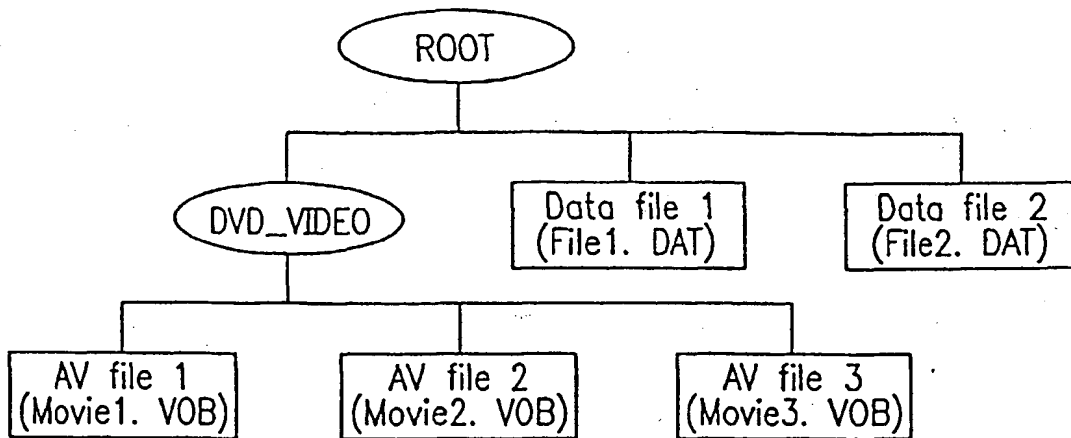 ROOT
DVD_VIDEO
Data file 1
(File1. DAT)
Data file 2
(File2. DAT)
AV file 1
(Movie1. VOB)
AV file 2
(Movie2. VOB)
AV file 3
(Movie3. VOB)